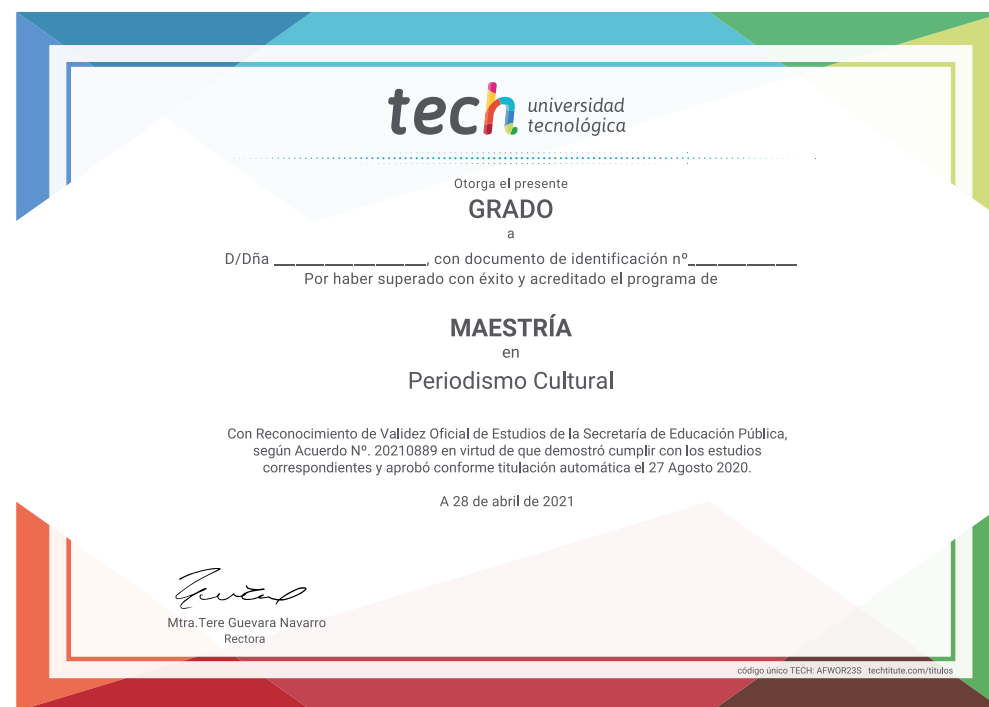 tech universidad
tecnológica
Otorga el presente
GRADO
a
D/Dña __________________, con documento de identificación nº____________
Por haber superado con éxito y acreditado el programa de
MAESTRÍA
en
Periodismo Cultural
Con Reconocimiento de Validez Oficial de Estudios de la Secretaría de Educación Pública,
según Acuerdo Nº. 20210889 en virtud de que demostró cumplir con los estudios
correspondientes y aprobó conforme titulación automática el 27 Agosto 2020.
A 28 de abril de 2021
Mtra.Tere Guevara Navarro
Rectora
código único TECH: AFWOR23S techtitute.com/titulos